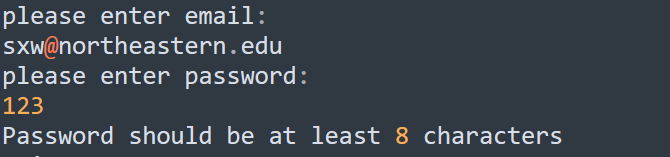 please enter email:
sxw@northeastern.edu
please enter password:
123
Password should be at least 8 characters